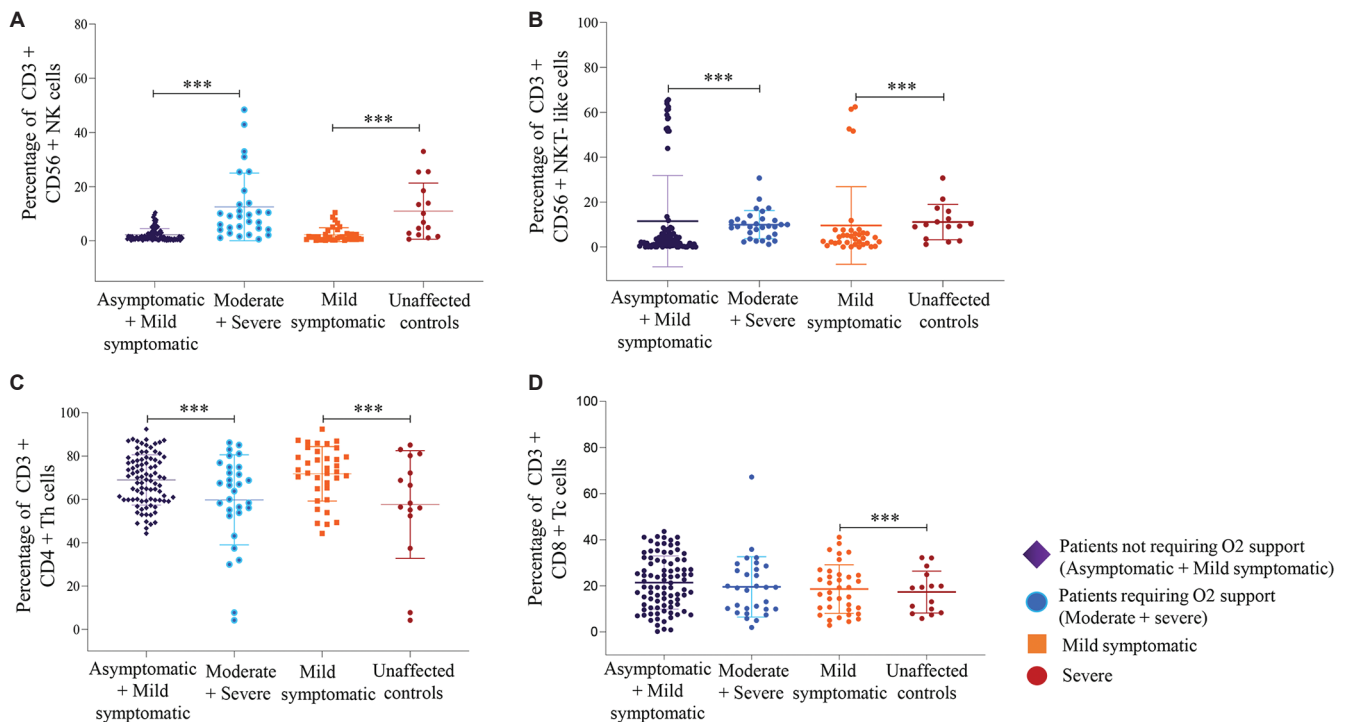 A
80
60
40
20
0
Percentage of CD3 +
CD56 + NK cells
***
***
Asymptomatic
+ Mild
symptomatic
Moderate
+ Severe
Mild
symptomatic
Unaffected
controls
B
100
80
60
40
20
0
Percentage of CD3 +
CD56 + NKT- like cells
***
***
Asymptomatic
+ Mild
symptomatic
Moderate
+ Severe
Mild
symptomatic
Unaffected
controls
C
100
80
60
40
20
0
Percentage of CD3 +
CD4 + Th cells
***
***
Asymptomatic
+ Mild
symptomatic
Moderate
+ Severe
Mild
symptomatic
Unaffected
controls
D
100
80
60
40
20
0
Percentage of CD3 +
CD8 + Tc cells
***
Asymptomatic
+ Mild
symptomatic
Moderate
+ Severe
Mild
symptomatic
Unaffected
controls
Patients not requiring O2 support
(Asymptomatic + Mild symptomatic)
Patients requiring O2 support
(Moderate + severe)
Mild symptomatic
Severe